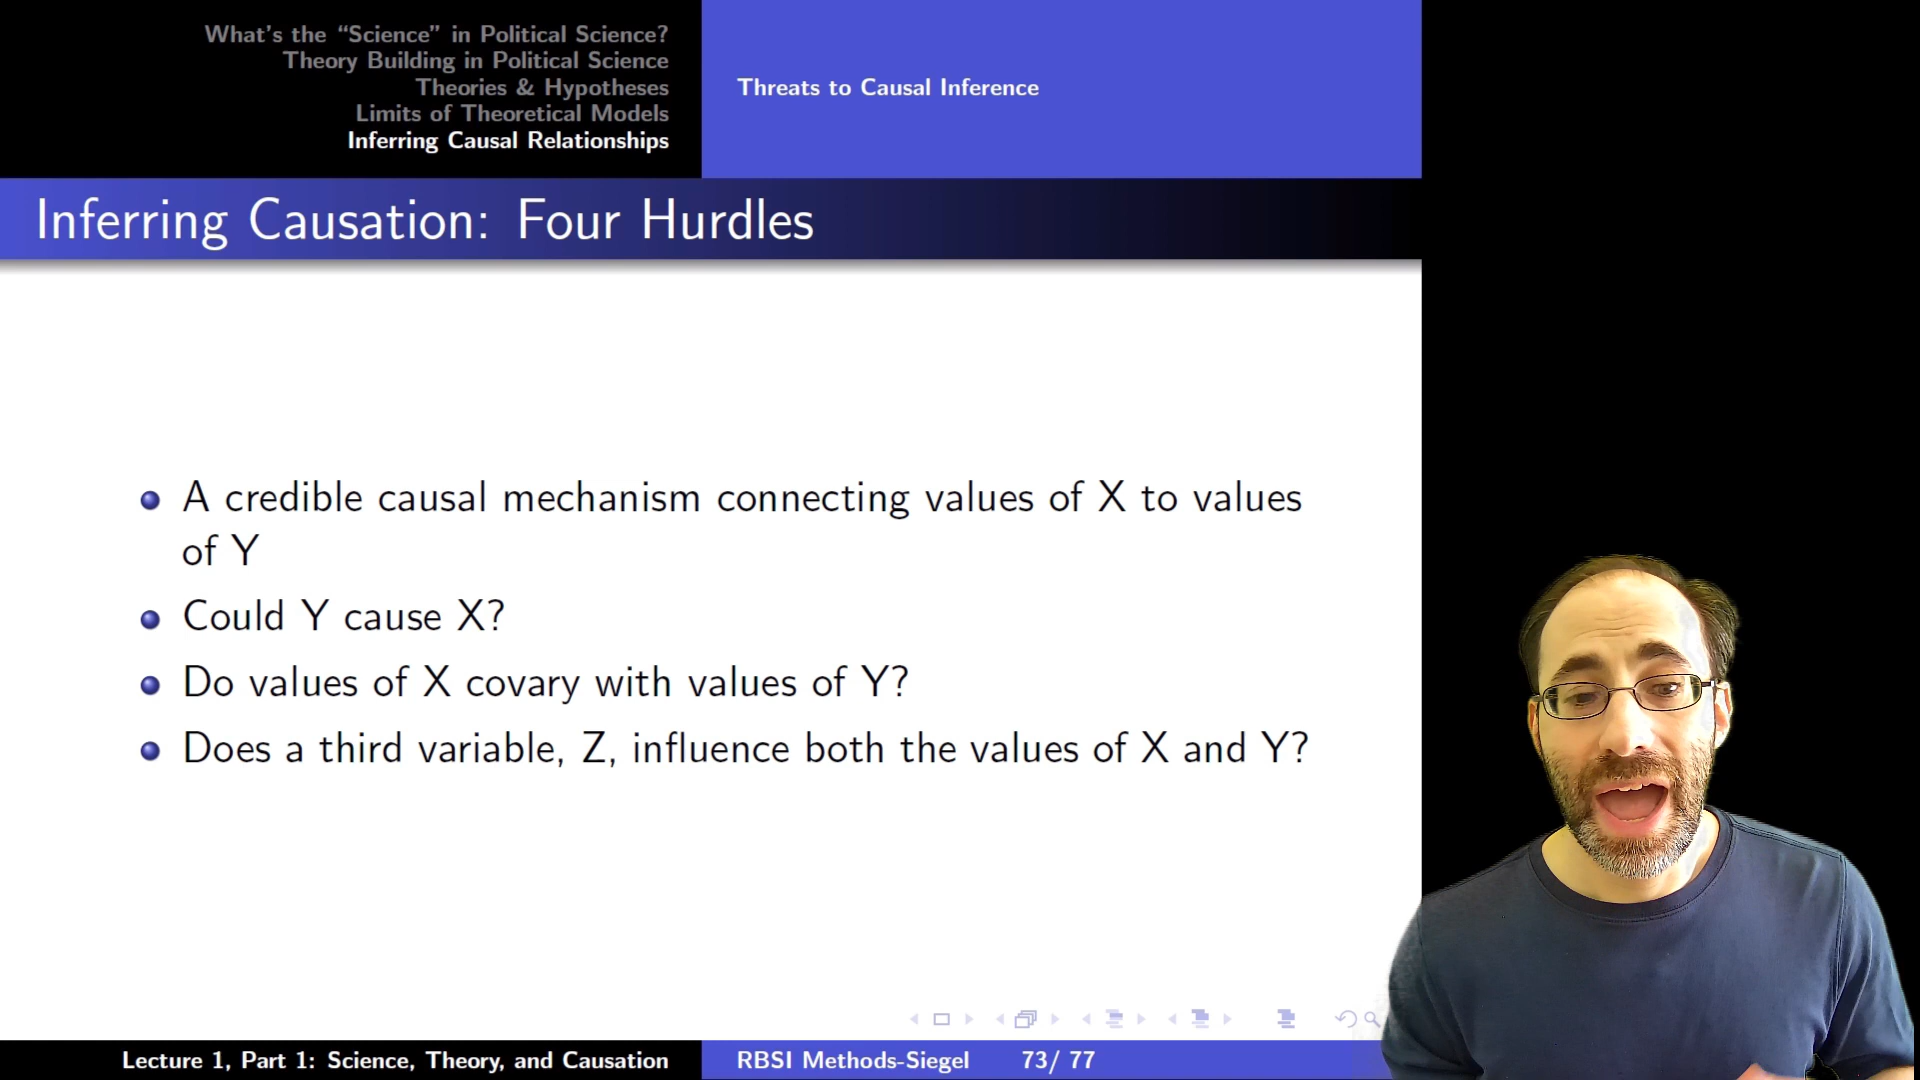 What's the “Science” in Political Science?
Theory Building in Political Science
Theories & Hypotheses
Limits of Theoretical Models
Inferring Causal Relationships
Threats to Causal Inference
Inferring Causation: Four Hurdles
A credible causal mechanism connecting values of X to values
of Y
Could Y cause X?
Do values of X covary with values of Y?
Does a third variable, Z, influence both the values of X and Y?
Lecture 1, Part 1: Science, Theory, and Causation
RBSI Methods-Siegel 73/ 77